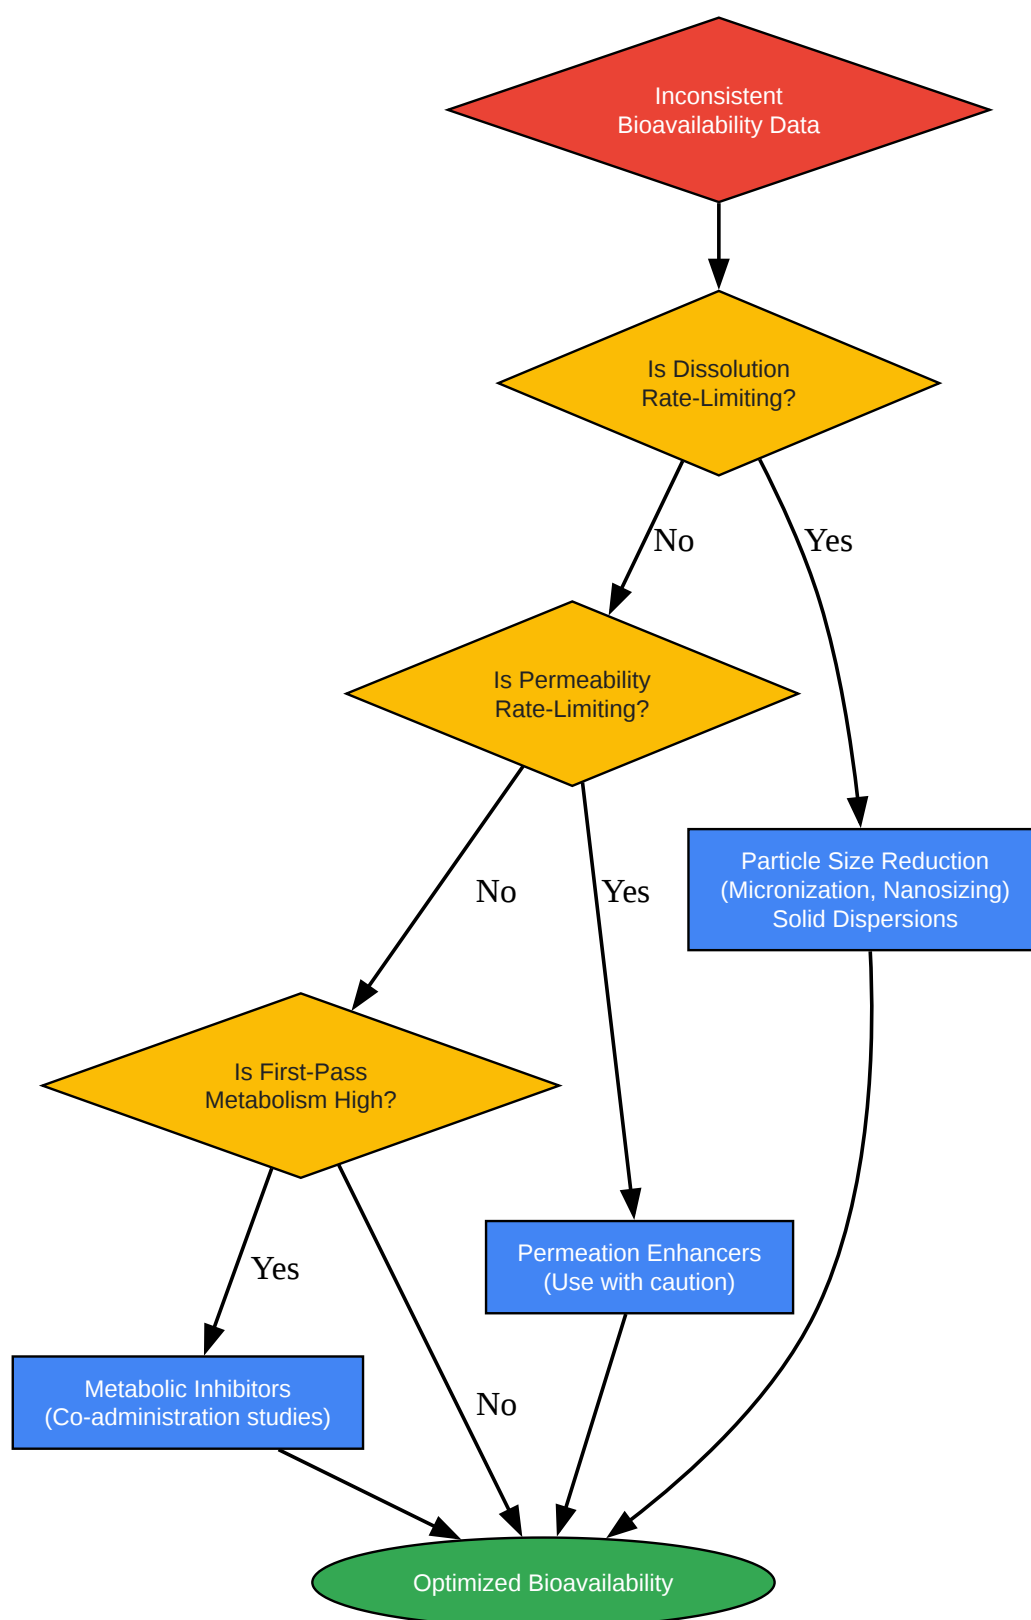 Inconsistent
Bioavailability Data
Is Dissolution
Rate-Limiting?
No
Yes
Is Permeability
Rate-Limiting?
Particle Size Reduction
(Micronization, Nanosizing)
Solid Dispersions
No
Yes
Is First-Pass
Metabolism High?
Permeation Enhancers
(Use with caution)
Yes
Metabolic Inhibitors
(Co-administration studies)
No
Optimized Bioavailability